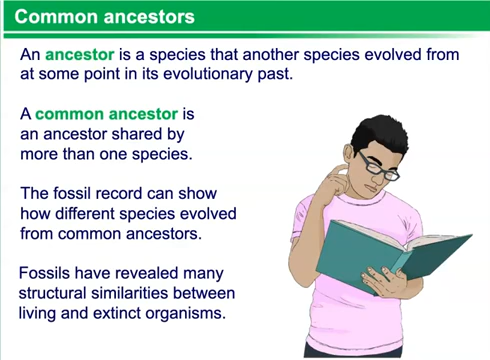 Common ancestors
An ancestor is a species that another species evolved from
at some point in its evolutionary past.
A common ancestor is
an ancestor shared by
more than one species.
The fossil record can show
how different species evolved
from common ancestors.
Fossils have revealed many
structural similarities between
living and extinct organisms.